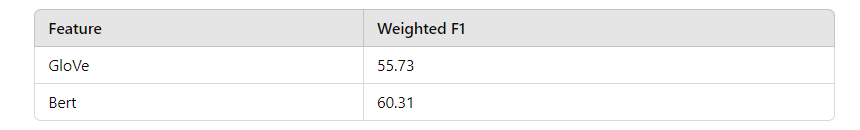 Feature Weighted F1
GloVe 55.73
Bert 60.31